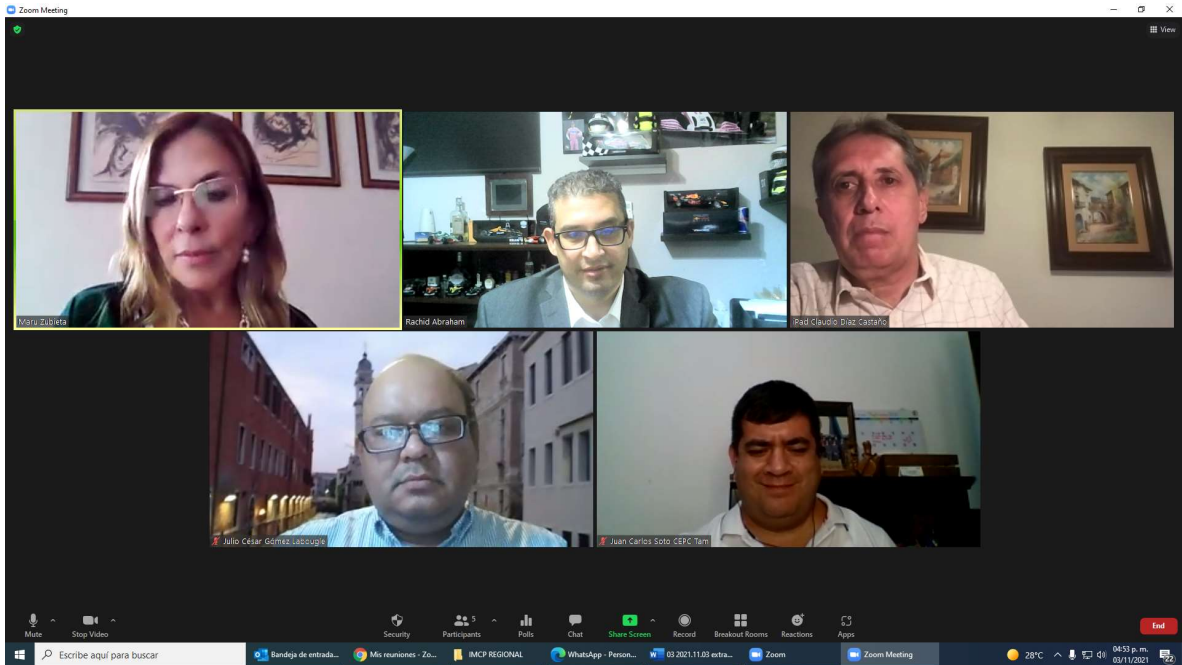 Zoom Meeting
View
Maru Zubieta
Rachid Abraham
iPad Claudio Díaz Castaño
Julio César Gómez Labougle
Juan Carlos Soto CEPC Tam
Mute
Stop Video
Security
Participants
5
Polls
Chat
Share Screen
Record
Breakout Rooms
Reactions
Apps
End
Escribe aquí para buscar
Bandeja de entrada...
Mis reuniones - Zo...
IMCP REGIONAL
WhatsApp - Person...
03 2021.11.03 extra...
Zoom
Zoom Meeting
28°C
04:53 p. m.
03/11/2021
22